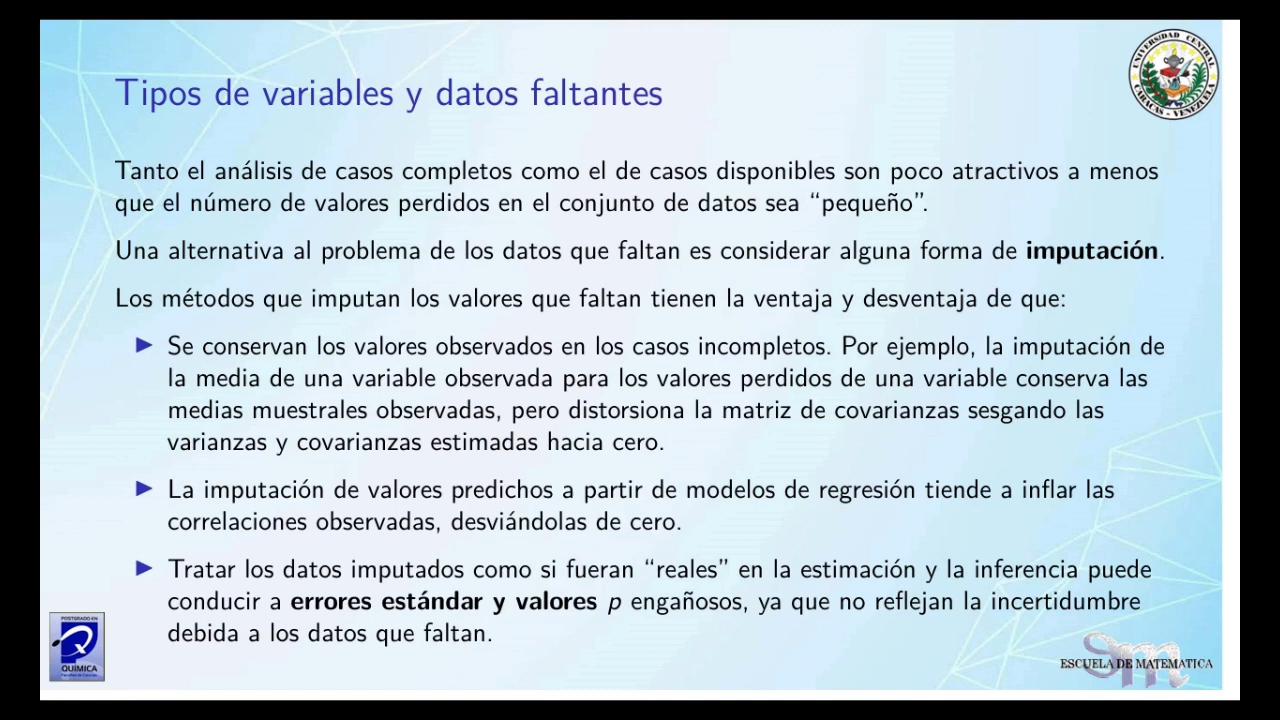 Tipos de variables y datos faltantes
UNIVERSIDAD CENTRAL
CARACAS - VENEZUELA
Tanto el análisis de casos completos como el de casos disponibles son poco atractivos a menos
que el número de valores perdidos en el conjunto de datos sea “pequeño”.
Una alternativa al problema de los datos que faltan es considerar alguna forma de imputación.
Los métodos que imputan los valores que faltan tienen la ventaja y desventaja de que:
Se conservan los valores observados en los casos incompletos. Por ejemplo, la imputación de
la media de una variable observada para los valores perdidos de una variable conserva las
medias muestrales observadas, pero distorsiona la matriz de covarianzas sesgando las
varianzas y covarianzas estimadas hacia cero.
La imputación de valores predichos a partir de modelos de regresión tiende a inflar las
correlaciones observadas, desviándolas de cero.
Tratar los datos imputados como si fueran “reales” en la estimación y la inferencia puede
conducir a errores estándar y valores p engañosos, ya que no reflejan la incertidumbre
debida a los datos que faltan.
POSTGRADO EN
QUÍMICA
Facultad de Ciencias
ESCUELA DE MATEMATICA